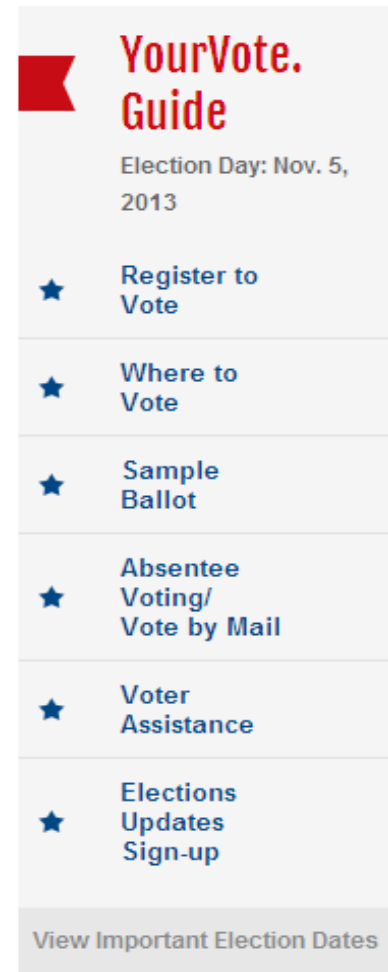 YourVote.
Guide
Election Day: Nov. 5,
2013
Register to
Vote
Where to
Vote
Sample
Ballot
Absentee
Voting/
Vote by Mail
Voter
Assistance
Elections
Updates
Sign-up
View Important Election Dates